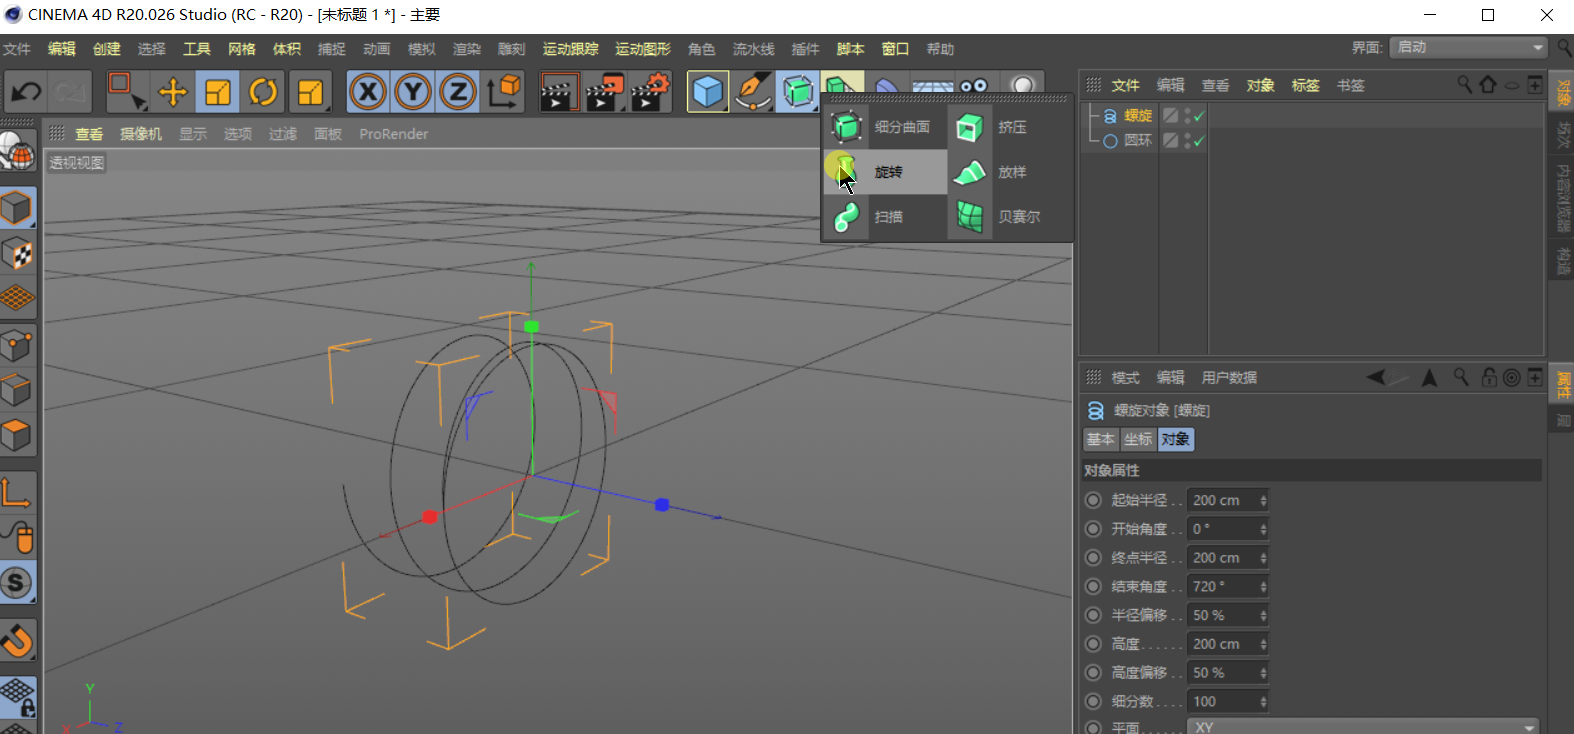 CINEMA 4D R20.026 Studio (RC - R20) - [未标题 1 *] - 主要
文件 编辑 创建 选择 工具 网格 体积 捕捉 动画 模拟 渲染 雕刻 运动跟踪 运动图形 角色 流水线 插件 脚本 窗口 帮助 界面: 启动
X Y Z
文件 编辑 查看 对象 标签 书签
查看 摄像机 显示 选项 过滤 面板 ProRender
透视视图
细分曲面 挤压
旋转 放样
扫描 贝赛尔
螺旋
圆环
对象
场次
内容浏览器
构造
模式 编辑 用户数据
属性
层
螺旋对象 [螺旋]
基本 坐标 对象
对象属性
起始半径 . . 200 cm
开始角度 . . 0 °
终点半径 . . 200 cm
结束角度 . . 720 °
半径偏移 . . 50 %
高度. . . . . . 200 cm
高度偏移 . . 50 %
细分数. . . . 100
平面. . . . . . XY
S
Y
X Z